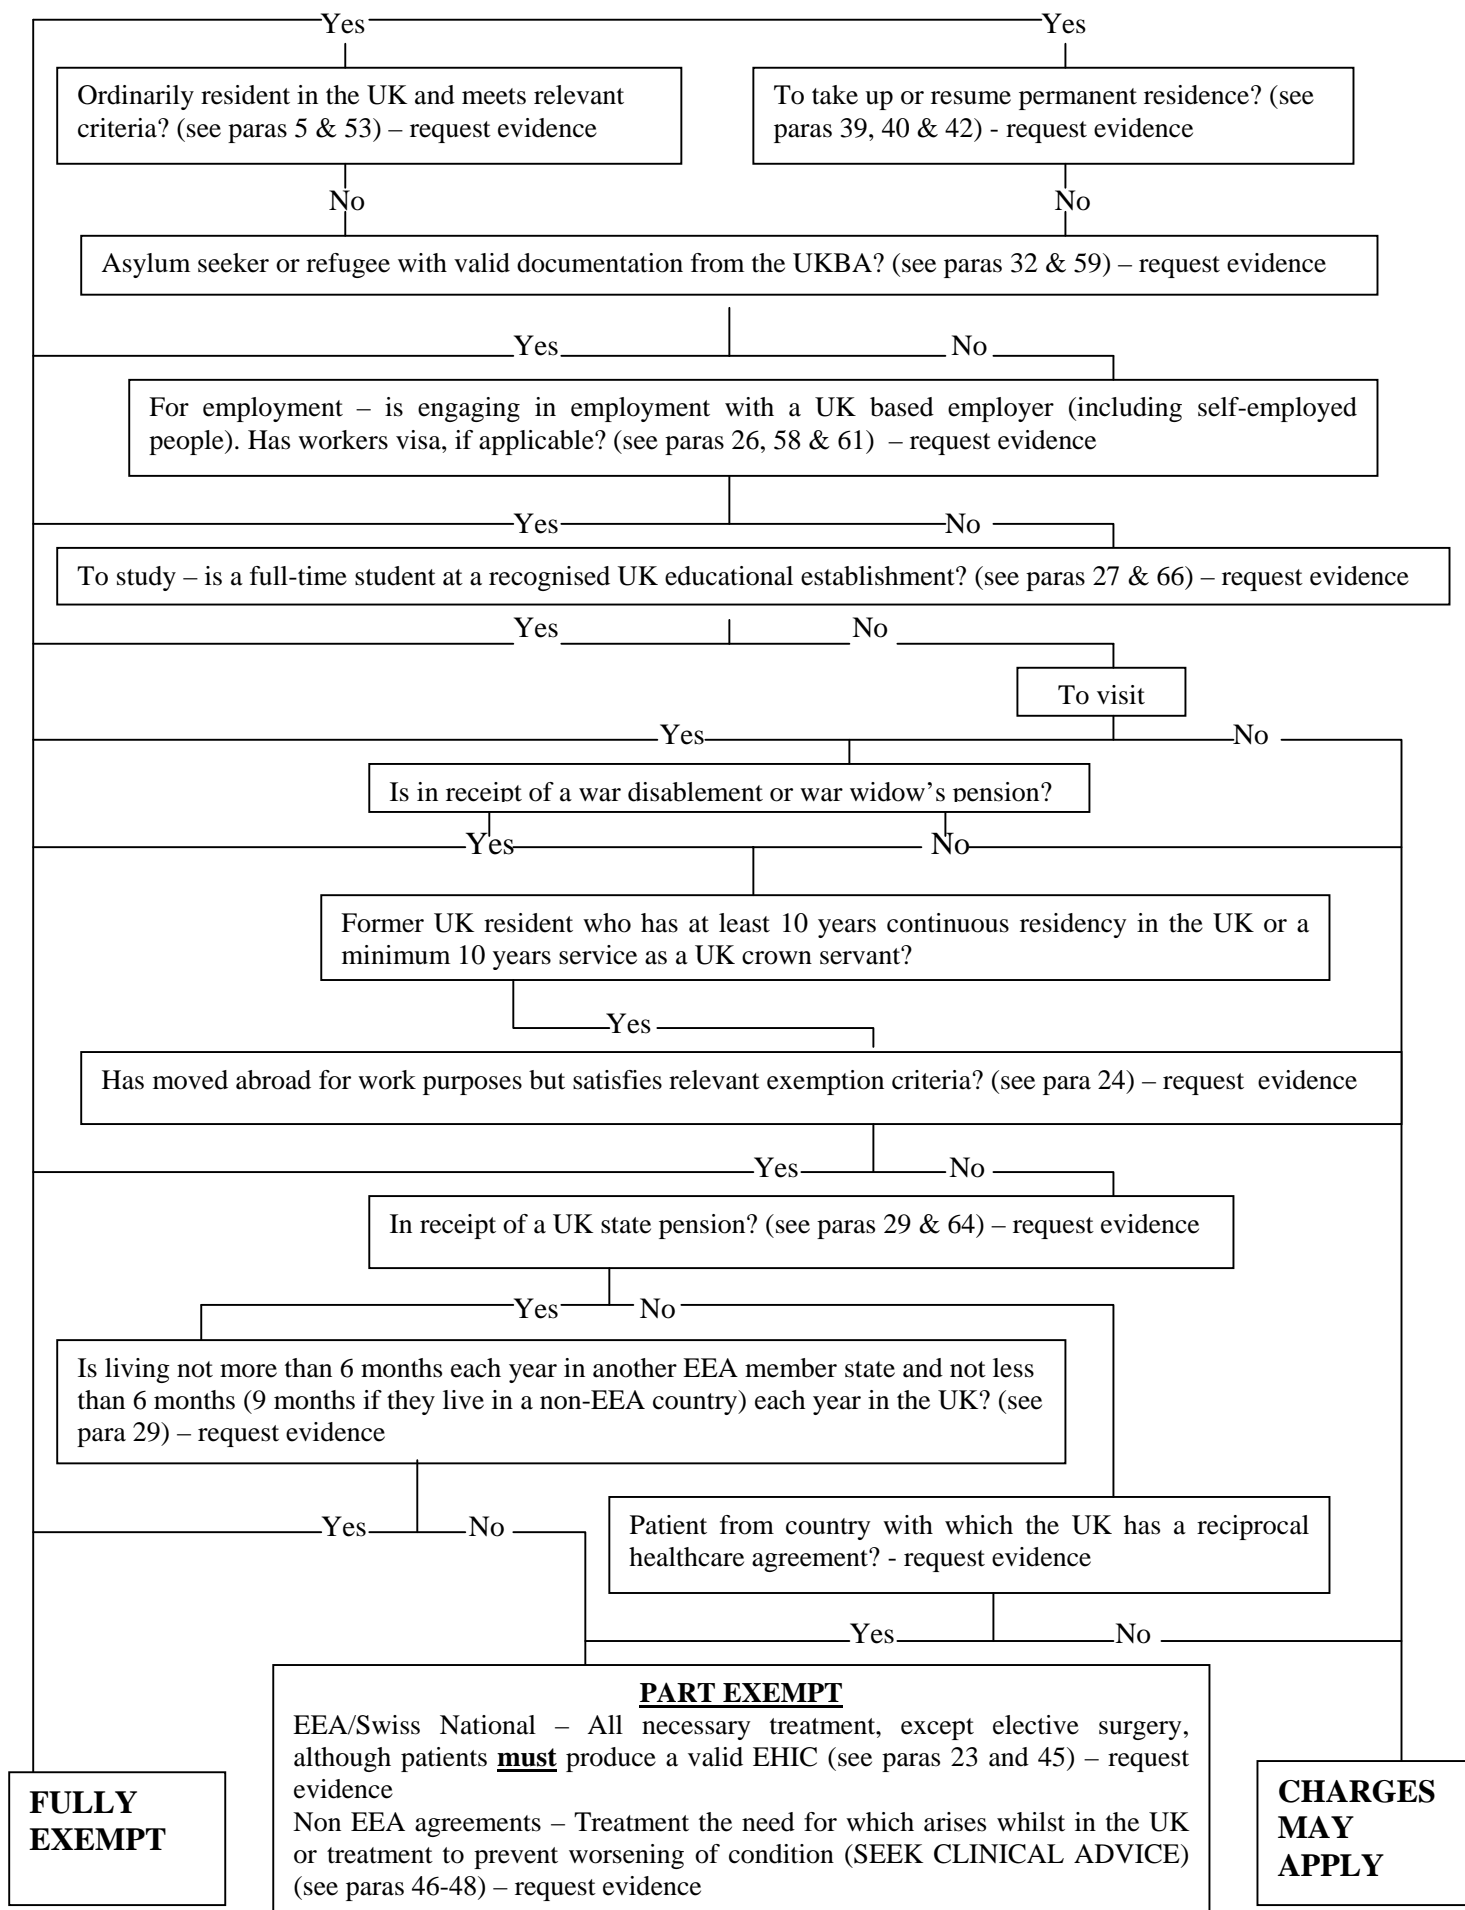 Yes
Yes
Ordinarily resident in the UK and meets relevant
criteria? (see paras 5 & 53) – request evidence
To take up or resume permanent residence? (see
paras 39, 40 & 42) - request evidence
No
No
Asylum seeker or refugee with valid documentation from the UKBA? (see paras 32 & 59) – request evidence
Yes
No
For employment – is engaging in employment with a UK based employer (including self-employed
people). Has workers visa, if applicable? (see paras 26, 58 & 61) – request evidence
Yes
No
To study – is a full-time student at a recognised UK educational establishment? (see paras 27 & 66) – request evidence
Yes
No
To visit
Yes
No
Is in receipt of a war disablement or war widow's pension?
Yes
No
Former UK resident who has at least 10 years continuous residency in the UK or a
minimum 10 years service as a UK crown servant?
Yes
Has moved abroad for work purposes but satisfies relevant exemption criteria? (see para 24) – request evidence
Yes
No
In receipt of a UK state pension? (see paras 29 & 64) – request evidence
Yes
No
Is living not more than 6 months each year in another EEA member state and not less
than 6 months (9 months if they live in a non-EEA country) each year in the UK? (see
para 29) – request evidence
Yes
No
Patient from country with which the UK has a reciprocal
healthcare agreement? - request evidence
Yes
No
PART EXEMPT
EEA/Swiss National – All necessary treatment, except elective surgery,
although patients must produce a valid EHIC (see paras 23 and 45) – request
evidence
Non EEA agreements – Treatment the need for which arises whilst in the UK
or treatment to prevent worsening of condition (SEEK CLINICAL ADVICE)
(see paras 46-48) – request evidence
FULLY
EXEMPT
CHARGES
MAY
APPLY